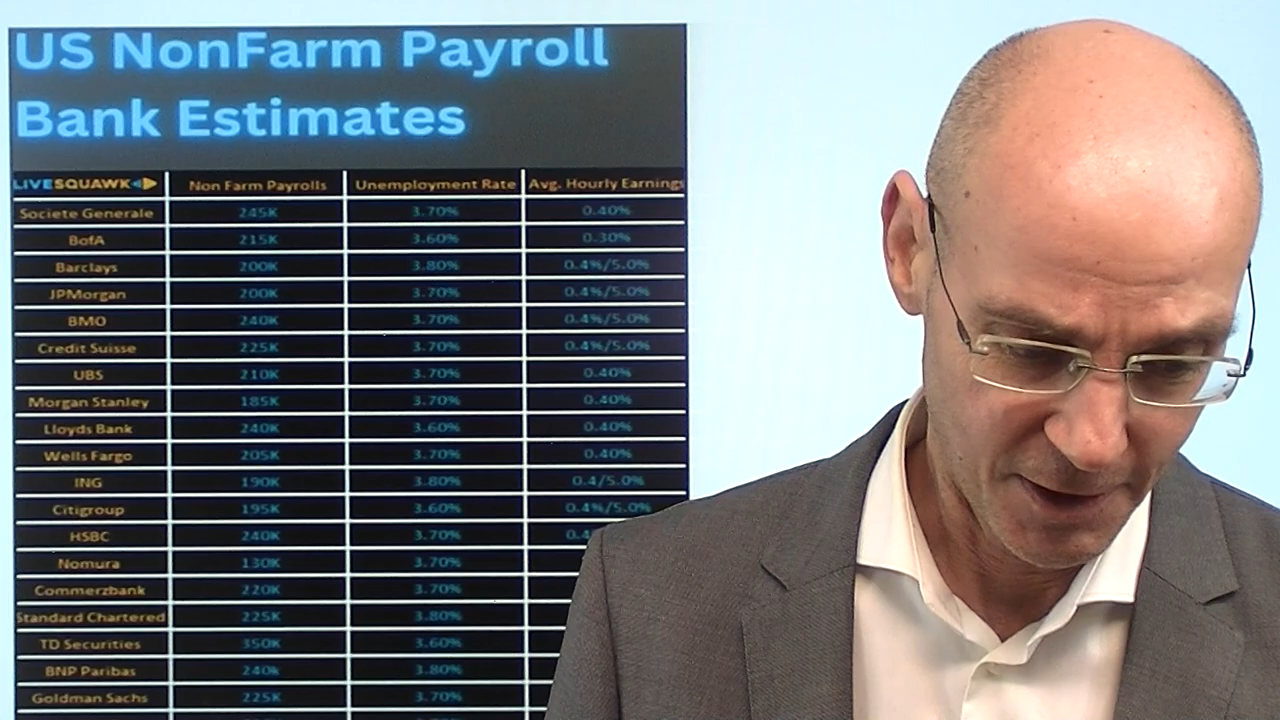 US NonFarm Payroll
Bank Estimates
LIVESQUAWK Non Farm Payrolls Unemployment Rate Avg. Hourly Earnings
Societe Generale 245K 3.70% 0.40%
BofA 215K 3.60% 0.30%
Barclays 200K 3.80% 0.4%/5.0%
JPMorgan 200K 3.70% 0.4%/5.0%
BMO 240K 3.70% 0.4%/5.0%
Credit Suisse 225K 3.70% 0.4%/5.0%
UBS 210K 3.70% 0.40%
Morgan Stanley 185K 3.70% 0.40%
Lloyds Bank 240K 3.60% 0.40%
Wells Fargo 205K 3.70% 0.40%
ING 190K 3.80% 0.4/5.0%
Citigroup 195K 3.60% 0.4%/5.0%
HSBC 240K 3.70% 0.4
Nomura 130K 3.70%
Commerzbank 220K 3.70%
Standard Chartered 225K 3.80%
TD Securities 350K 3.60%
BNP Paribas 240k 3.80%
Goldman Sachs 225K 3.70%